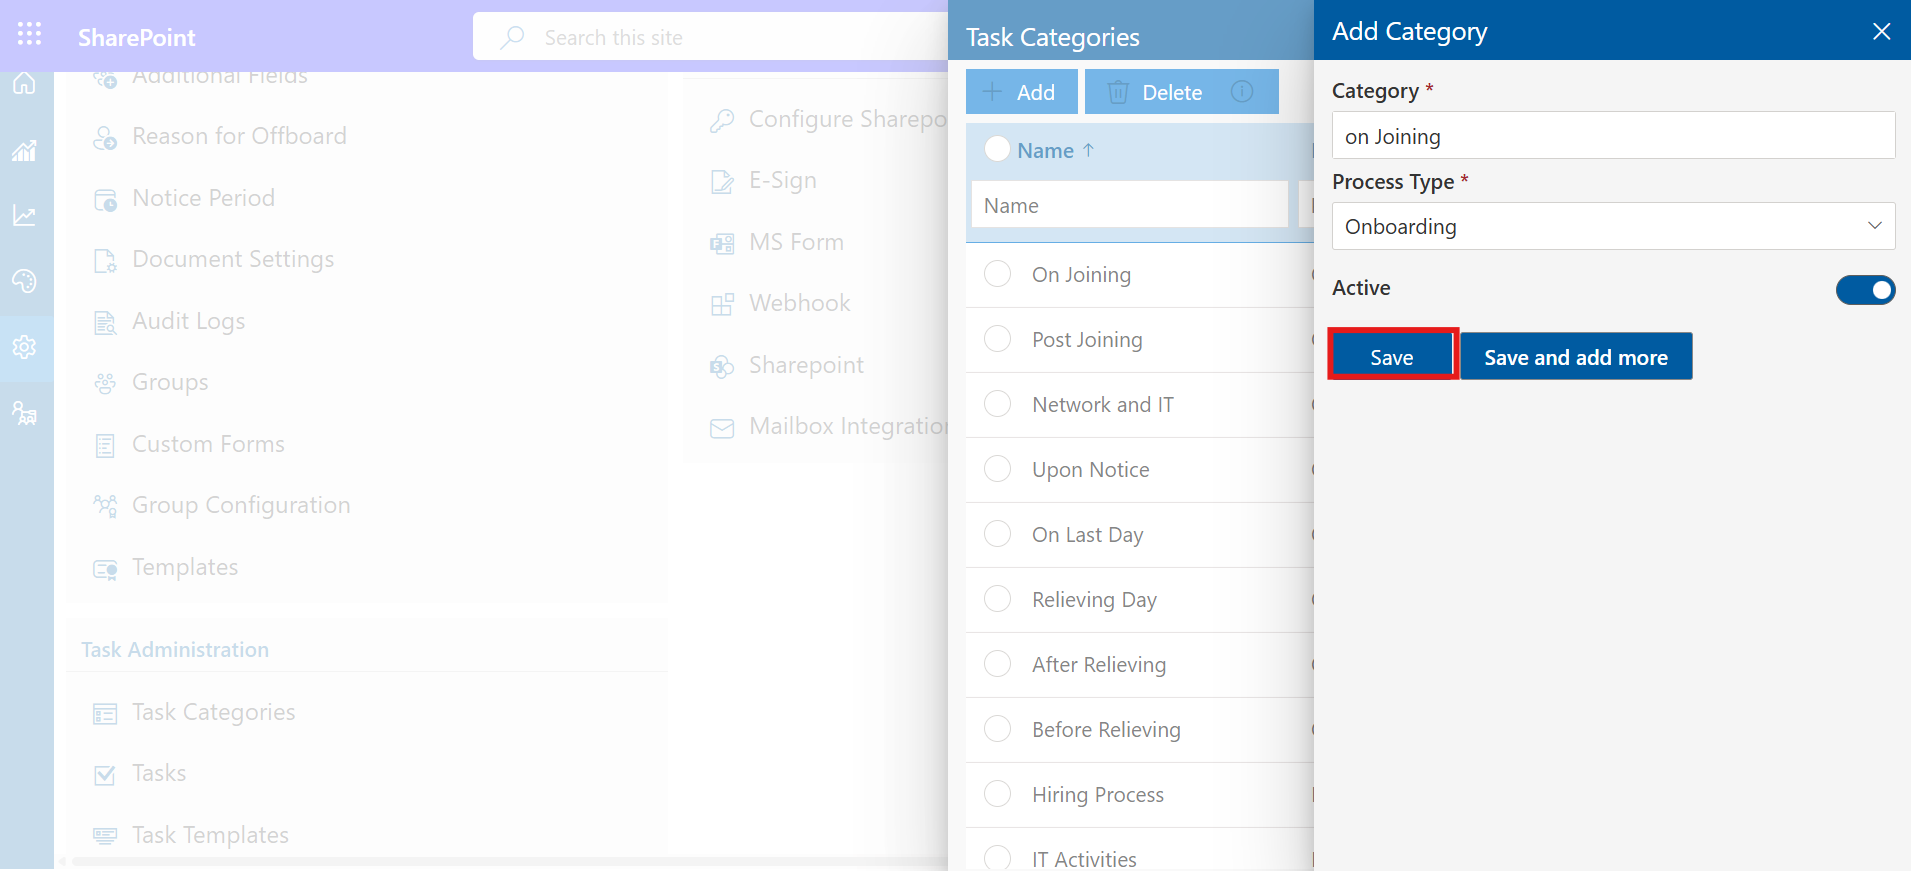 SharePoint
Search this site
Additional Fields
Reason for Offboard
Notice Period
Document Settings
Audit Logs
Groups
Custom Forms
Group Configuration
Templates
Task Administration
Task Categories
Tasks
Task Templates
Configure Sharepo
E-Sign
MS Form
Webhook
Sharepoint
Mailbox Integration
Task Categories
Add
Delete
Name ↑
Name
On Joining
Post Joining
Network and IT
Upon Notice
On Last Day
Relieving Day
After Relieving
Before Relieving
Hiring Process
IT Activities
Add Category
Category *
on Joining
Process Type *
Onboarding
Active
Save
Save and add more